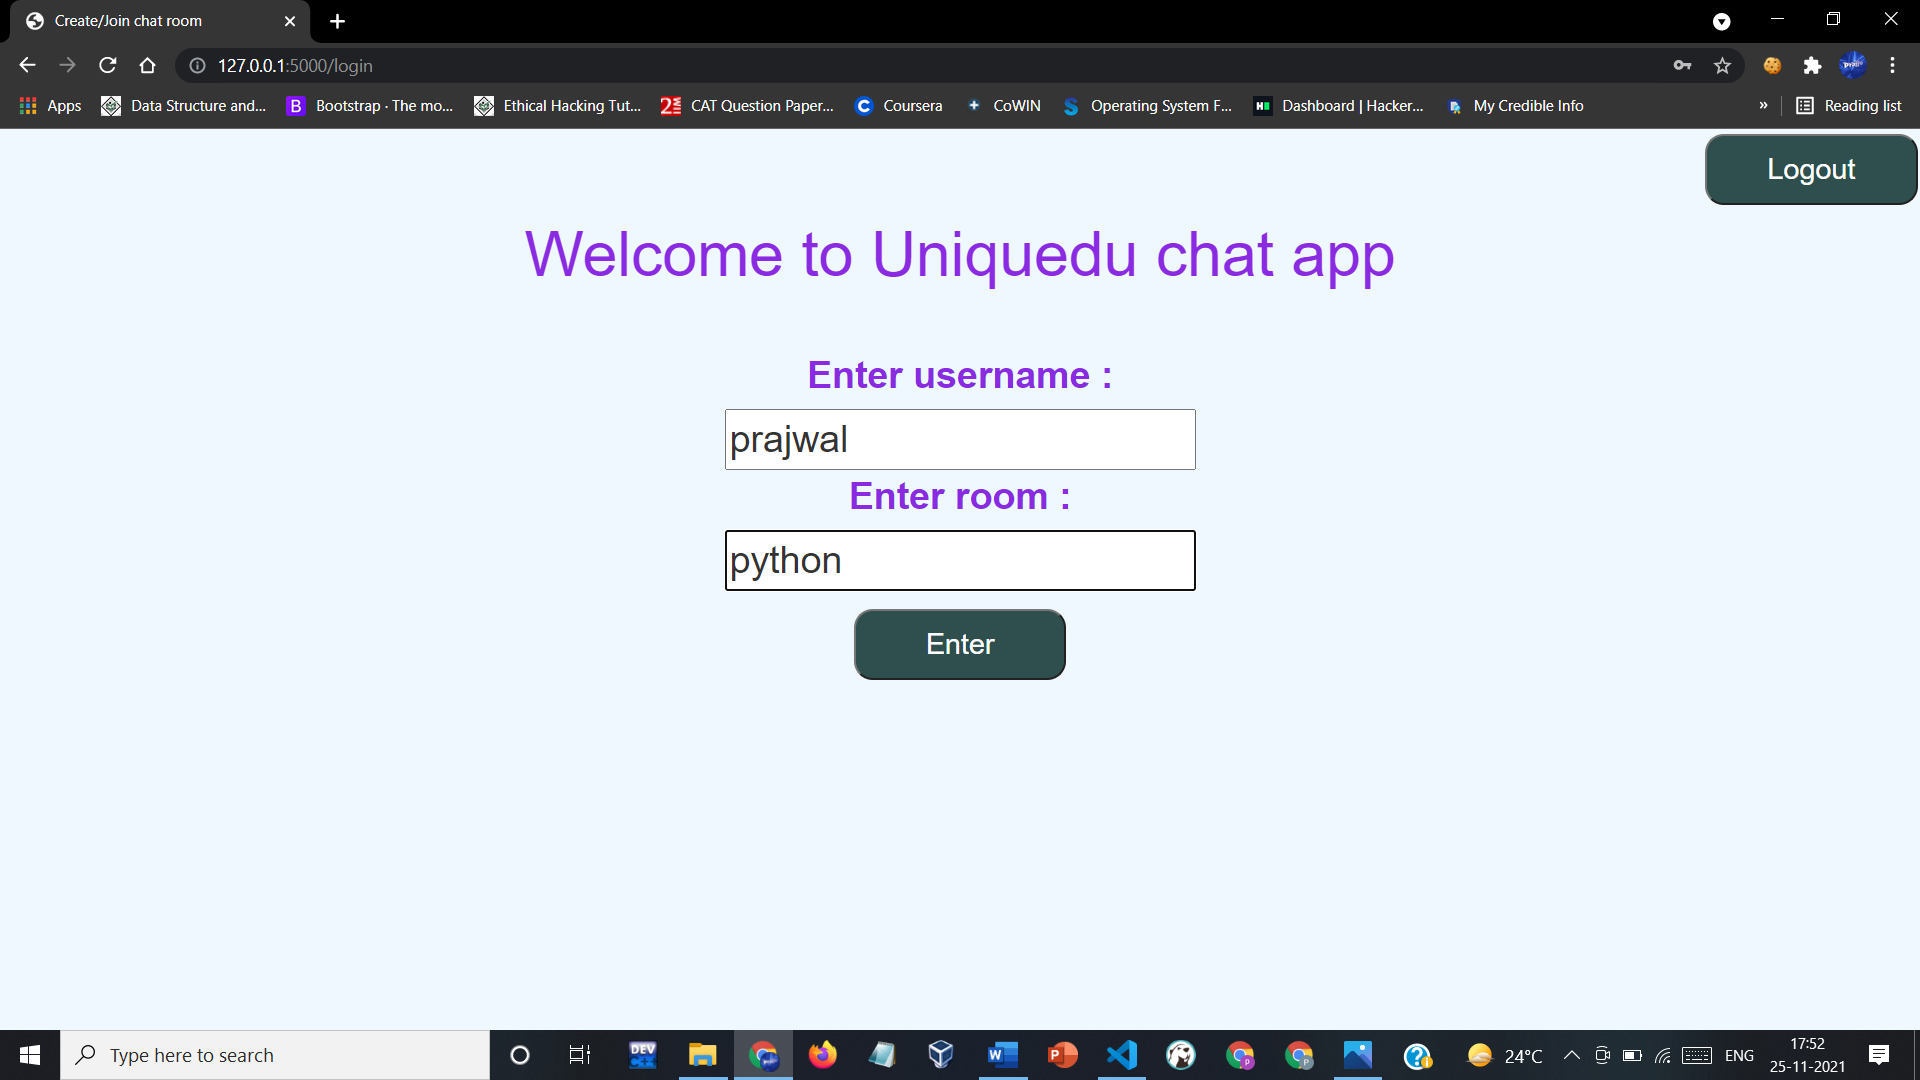 Create/Join chat room
127.0.0.1:5000/login
Apps Data Structure and... B Bootstrap · The mo... Ethical Hacking Tut... CAT Question Paper... Coursera CoWIN Operating System F... Dashboard | Hacker... My Credible Info » Reading list
Logout
Welcome to Uniquedu chat app
Enter username :
prajwal
Enter room :
python
Enter
Type here to search DEV 24°C ENG 17:52
25-11-2021